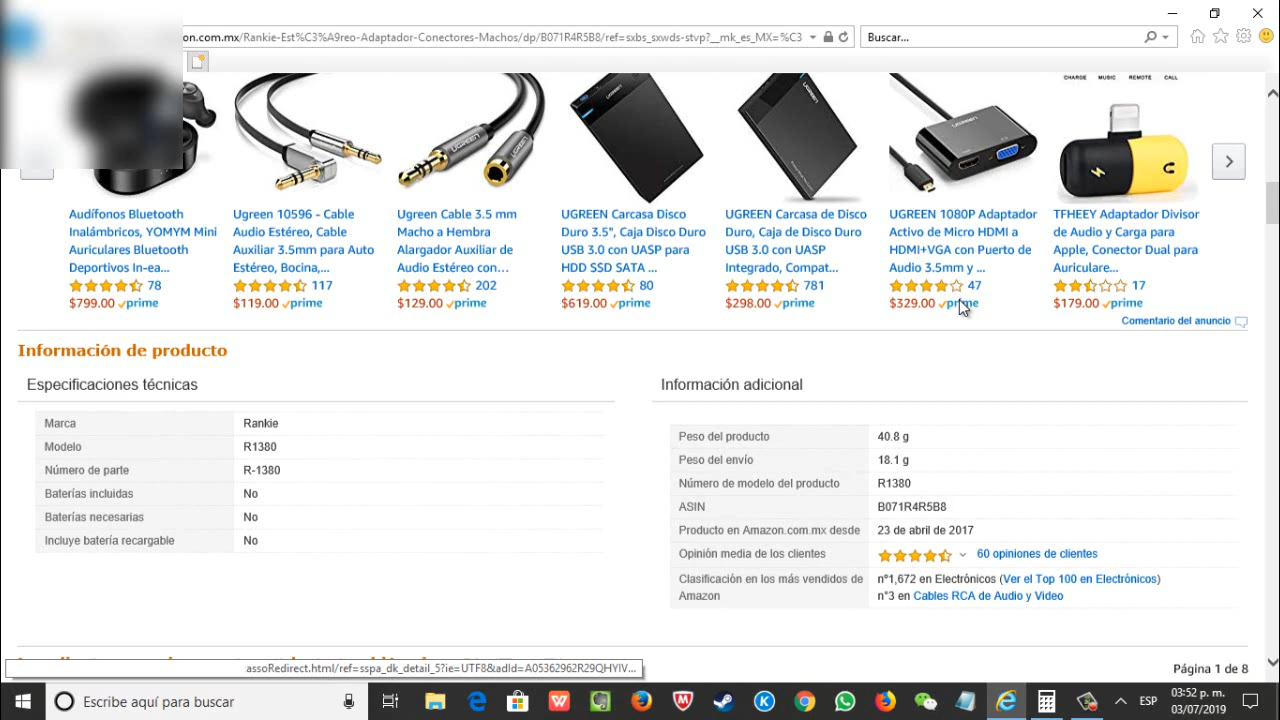 on.com.mx/Rankie-Est%C3%A9reo-Adaptador-Conectores-Machos/dp/B071R4R5B8/ref=sxbs_sxwds-stvp?__mk_es_MX=%C3
Buscar...
CHARGE MUSIC REMOTE CALL
UGREEN
UGREEN
UGREEN
UGREEN
UGREEN
Audífonos Bluetooth
Inalámbricos, YOMYM Mini
Auriculares Bluetooth
Deportivos In-ea...
78
$799.00 prime
Ugreen 10596 - Cable
Audio Estéreo, Cable
Auxiliar 3.5mm para Auto
Estéreo, Bocina,...
117
$119.00 prime
Ugreen Cable 3.5 mm
Macho a Hembra
Alargador Auxiliar de
Audio Estéreo con...
202
$129.00 prime
UGREEN Carcasa Disco
Duro 3.5", Caja Disco Duro
USB 3.0 con UASP para
HDD SSD SATA ...
80
$619.00 prime
UGREEN Carcasa de Disco
Duro, Caja de Disco Duro
USB 3.0 con UASP
Integrado, Compat...
781
$298.00 prime
UGREEN 1080P Adaptador
Activo de Micro HDMI a
HDMI+VGA con Puerto de
Audio 3.5mm y ...
47
$329.00 prime
TFHEEY Adaptador Divisor
de Audio y Carga para
Apple, Conector Dual para
Auriculare...
17
$179.00 prime
Comentario del anuncio
Información de producto
Especificaciones técnicas
Marca Rankie
Modelo R1380
Número de parte R-1380
Baterías incluidas No
Baterías necesarias No
Incluye batería recargable No
Información adicional
Peso del producto 40.8 g
Peso del envío 18.1 g
Número de modelo del producto R1380
ASIN B071R4R5B8
Producto en Amazon.com.mx desde 23 de abril de 2017
Opinión media de los clientes 60 opiniones de clientes
Clasificación en los más vendidos de Amazon nº1,672 en Electrónicos (Ver el Top 100 en Electrónicos)
nº3 en Cables RCA de Audio y Video
assoRedirect.html/ref=sspa_dk_detail_5?ie=UTF8&adId=A05362962R29QHYIV...
Página 1 de 8
Escribe aquí para buscar
ESP
03:52 p. m.
03/07/2019